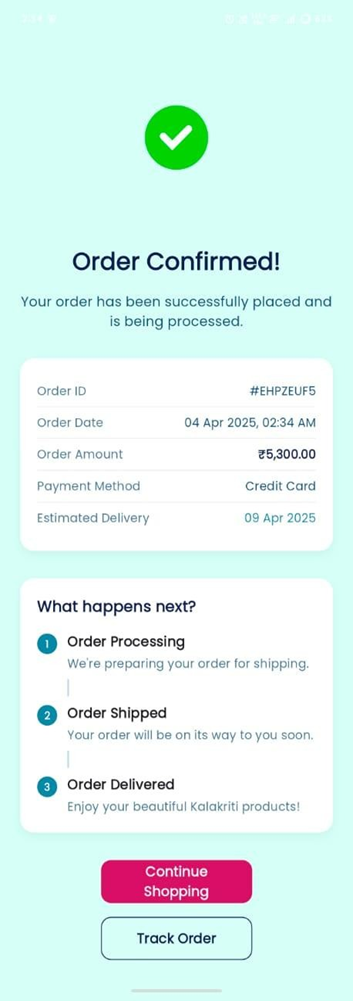 Order Confirmed!
Your order has been successfully placed and
is being processed.
Order ID #EHPZEUF5
Order Date 04 Apr 2025, 02:34 AM
Order Amount ₹5,300.00
Payment Method Credit Card
Estimated Delivery 09 Apr 2025
What happens next?
1 Order Processing
We're preparing your order for shipping.
2 Order Shipped
Your order will be on its way to you soon.
3 Order Delivered
Enjoy your beautiful Kalakriti products!
Continue
Shopping
Track Order